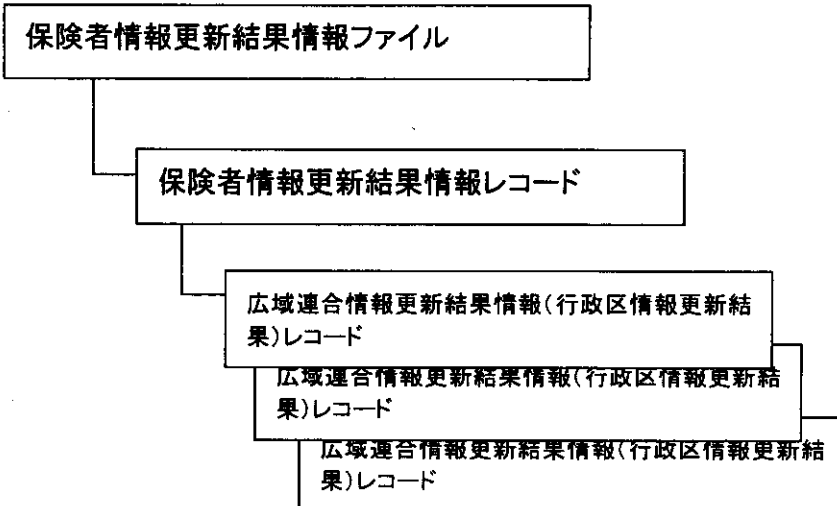 保険者情報更新結果情報ファイル
保険者情報更新結果情報レコード
広域連合情報更新結果情報(行政区情報更新結
果)レコード
広域連合情報更新結果情報(行政区情報更新結
果)レコード
広域連合情報更新結果情報(行政区情報更新結
果)レコード